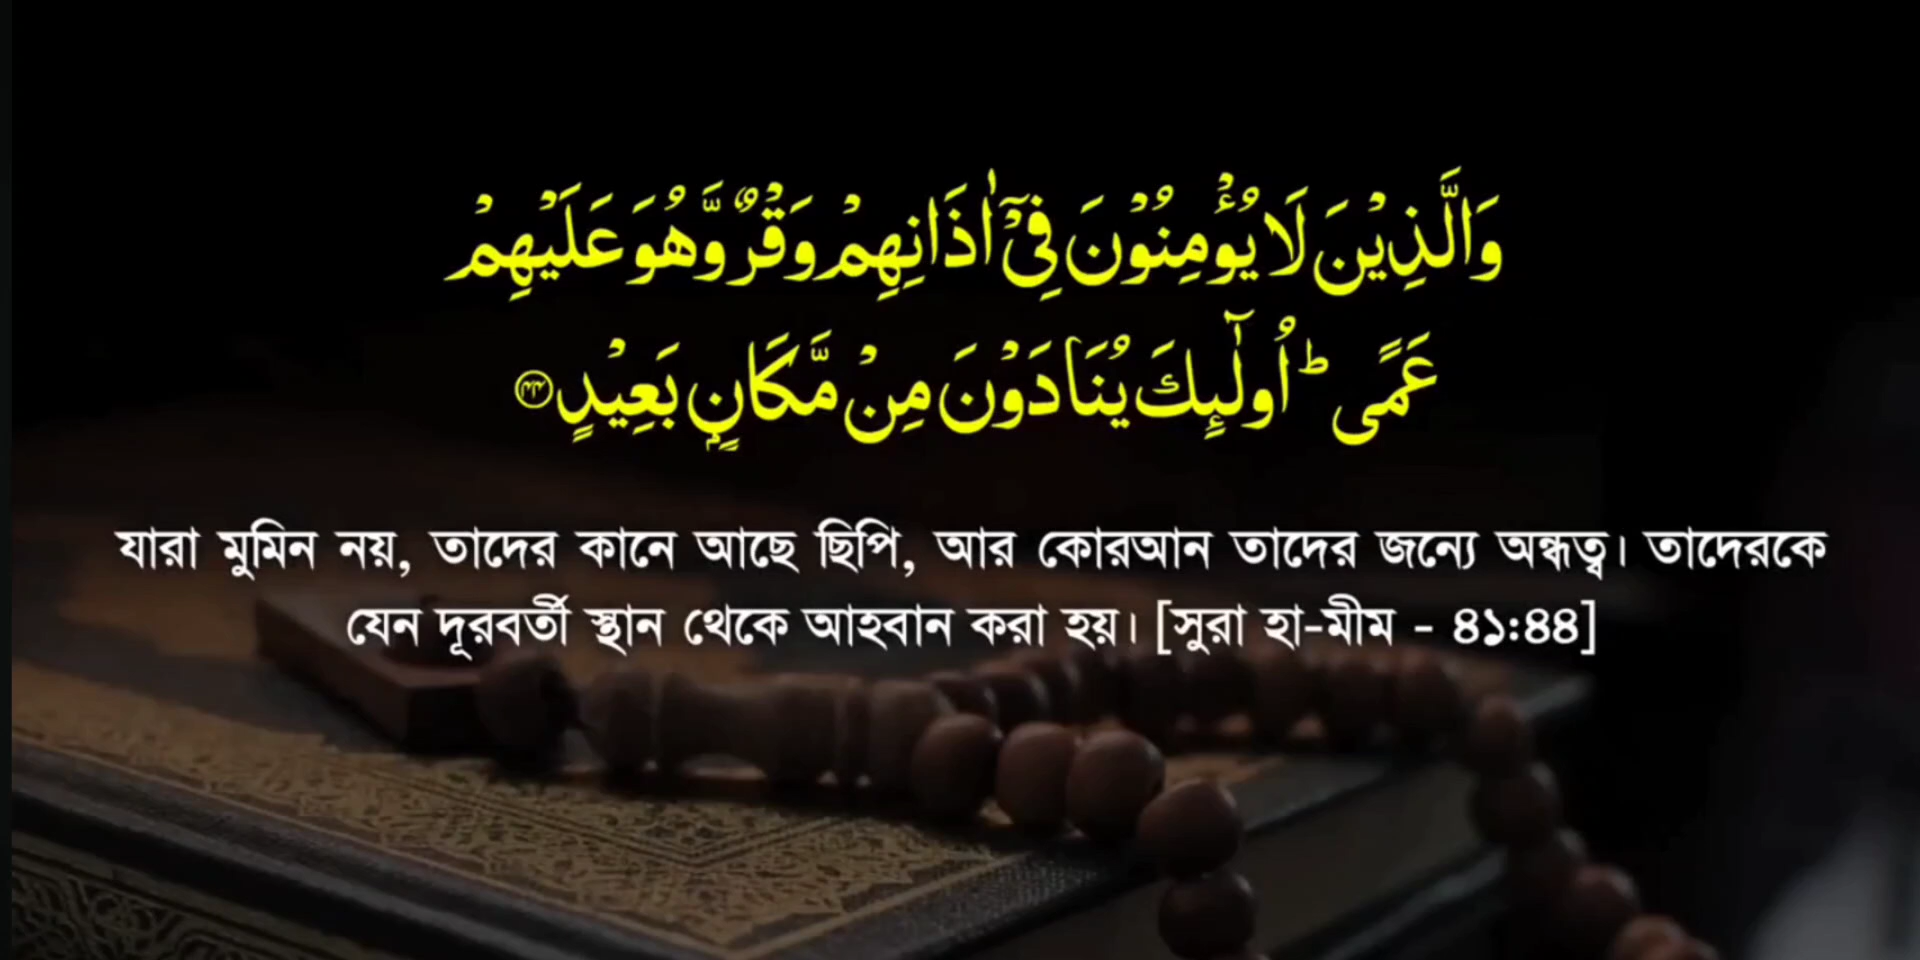 وَالَّذِيْنَ لَا يُؤْمِنُوْنَ فِيْۤ اٰذَانِهِمْ وَقْرٌ وَّهُوَ عَلَيْهِمْ
عَمًى ؕ اُولٰٓئِكَ يُنَادَوْنَ مِنْ مَّكَانٍۭ بَعِيْدٍ ۴۴
যারা মুমিন নয়, তাদের কানে আছে ছিপি, আর কোরআন তাদের জন্যে অন্ধত্ব। তাদেরকে
যেন দূরবর্তী স্থান থেকে আহবান করা হয়। [সুরা হা-মীম - ৪১:৪৪]